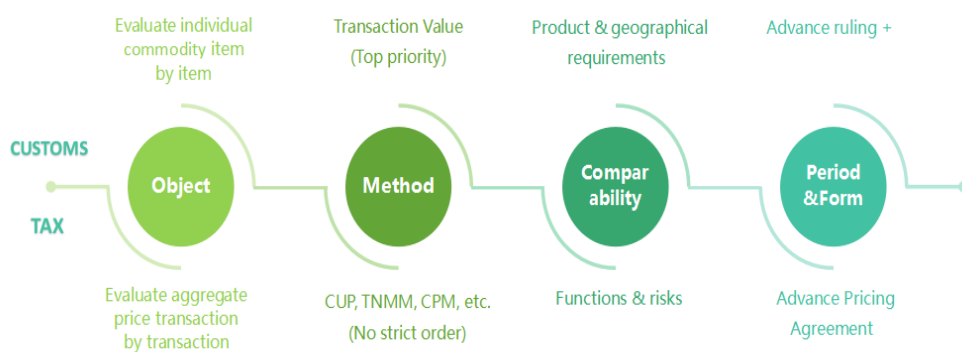 Evaluate individual
commodity item
by item
Transaction Value
(Top priority)
Product & geographical
requirements
Advance ruling +
CUSTOMS
TAX
Object
Method
Compar
ability
Period
&Form
Evaluate aggregate
price transaction
by transaction
CUP, TNMM, CPM, etc.
(No strict order)
Functions & risks
Advance Pricing
Agreement